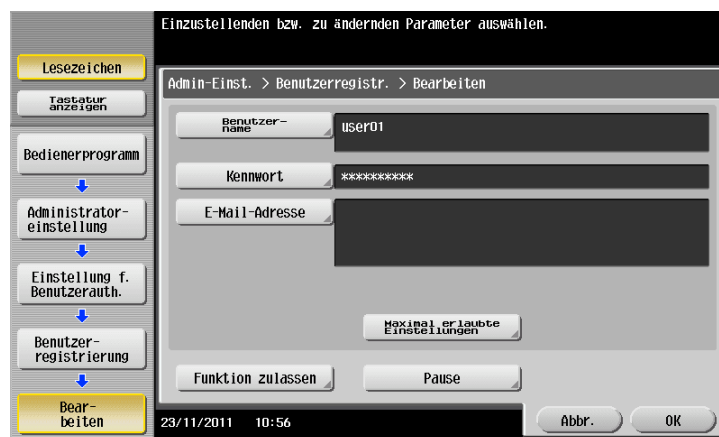 Einzustellenden bzw. zu ändernden Parameter auswählen.
Lesezeichen
Tastatur
anzeigen
Bedienerprogramm
Administrator-
einstellung
Einstellung f.
Benutzerauth.
Benutzer-
registrierung
Bear-
beiten
Admin-Einst. > Benutzerregistr. > Bearbeiten
Benutzer-
name
user01
Kennwort
**********
E-Mail-Adresse
Maximal erlaubte
Einstellungen
Funktion zulassen
Pause
23/11/2011 10:56
Abbr.
OK